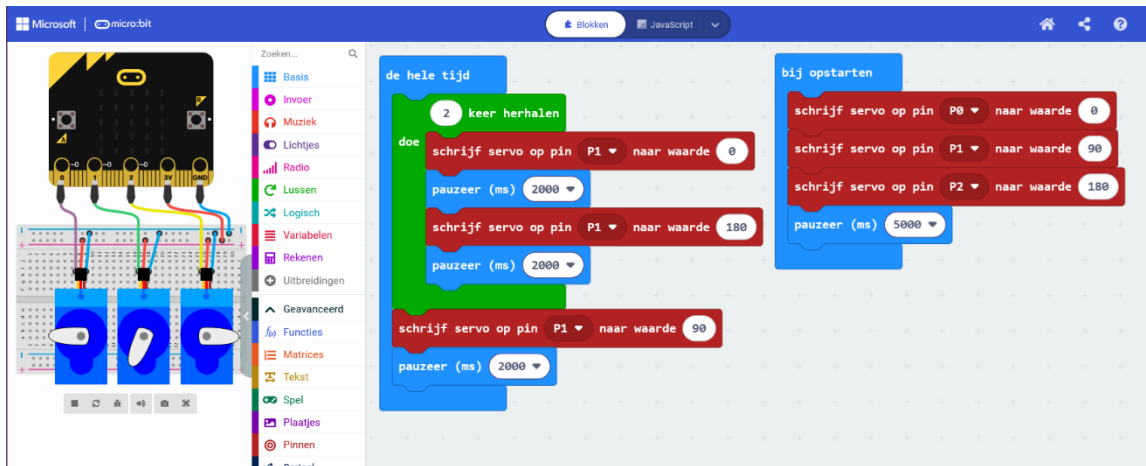 Microsoft | micro:bit
Blokken
JavaScript
B
A
0 1 2 3V GND
Zoeken...
Basis
Invoer
Muziek
Lichtjes
Radio
Lussen
Logisch
Variabelen
Rekenen
Uitbreidingen
Geavanceerd
f(x) Functies
Matrices
Tekst
Spel
Plaatjes
Pinnen
de hele tijd
2 keer herhalen
doe
schrijf servo op pin P1 naar waarde 0
pauzeer (ms) 2000
schrijf servo op pin P1 naar waarde 180
pauzeer (ms) 2000
schrijf servo op pin P1 naar waarde 90
pauzeer (ms) 2000
bij opstarten
schrijf servo op pin P0 naar waarde 0
schrijf servo op pin P1 naar waarde 90
schrijf servo op pin P2 naar waarde 180
pauzeer (ms) 5000